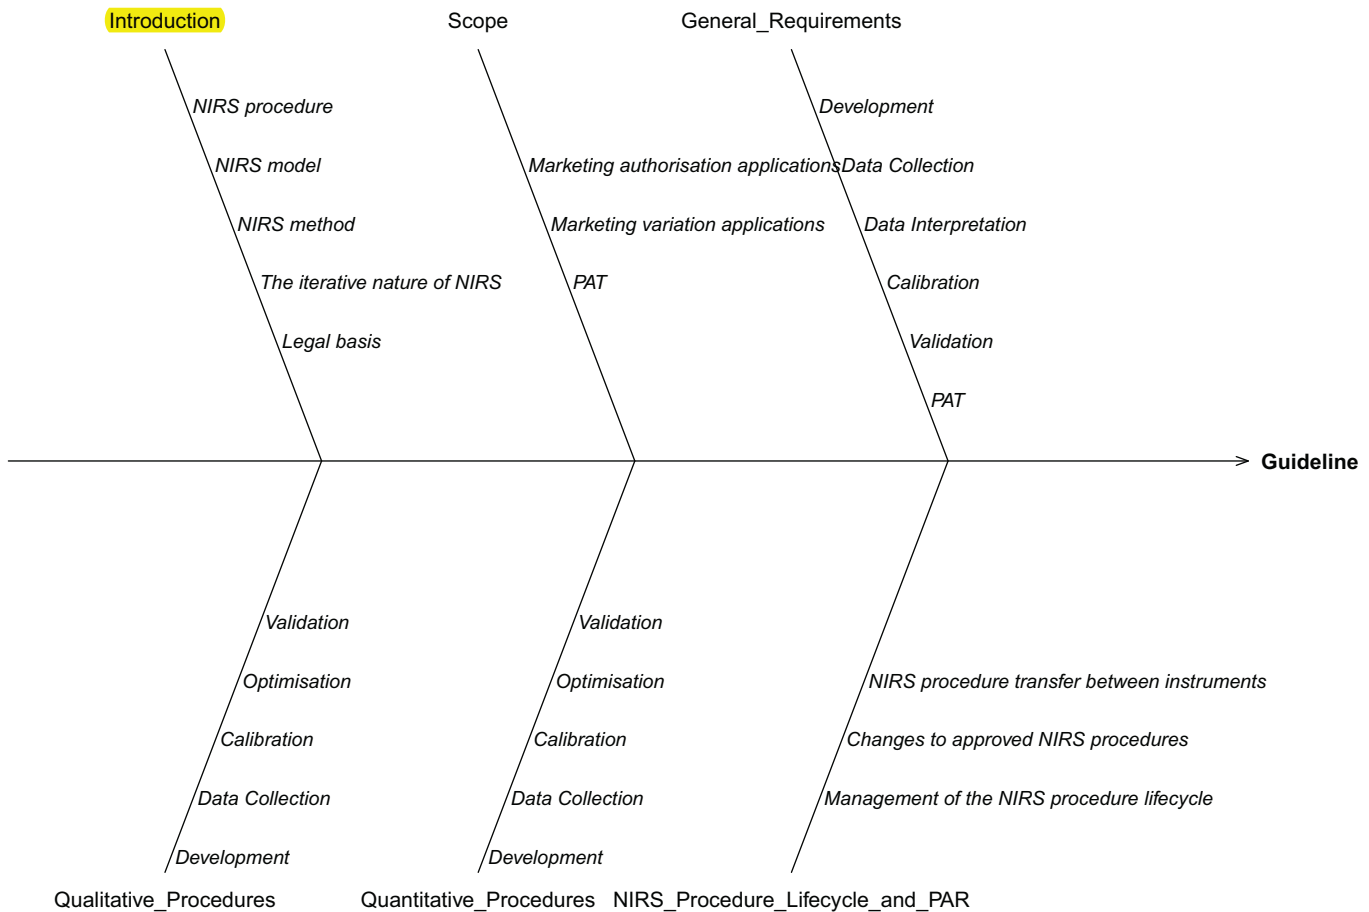 Introduction
Scope
General_Requirements
NIRS procedure
Development
NIRS model
Marketing authorisation applications
Data Collection
NIRS method
Marketing variation applications
Data Interpretation
The iterative nature of NIRS
PAT
Calibration
Legal basis
Validation
PAT
Guideline
Validation
Validation
Optimisation
Optimisation
NIRS procedure transfer between instruments
Calibration
Calibration
Changes to approved NIRS procedures
Data Collection
Data Collection
Management of the NIRS procedure lifecycle
Development
Development
Qualitative_Procedures
Quantitative_Procedures
NIRS_Procedure_Lifecycle_and_PAR